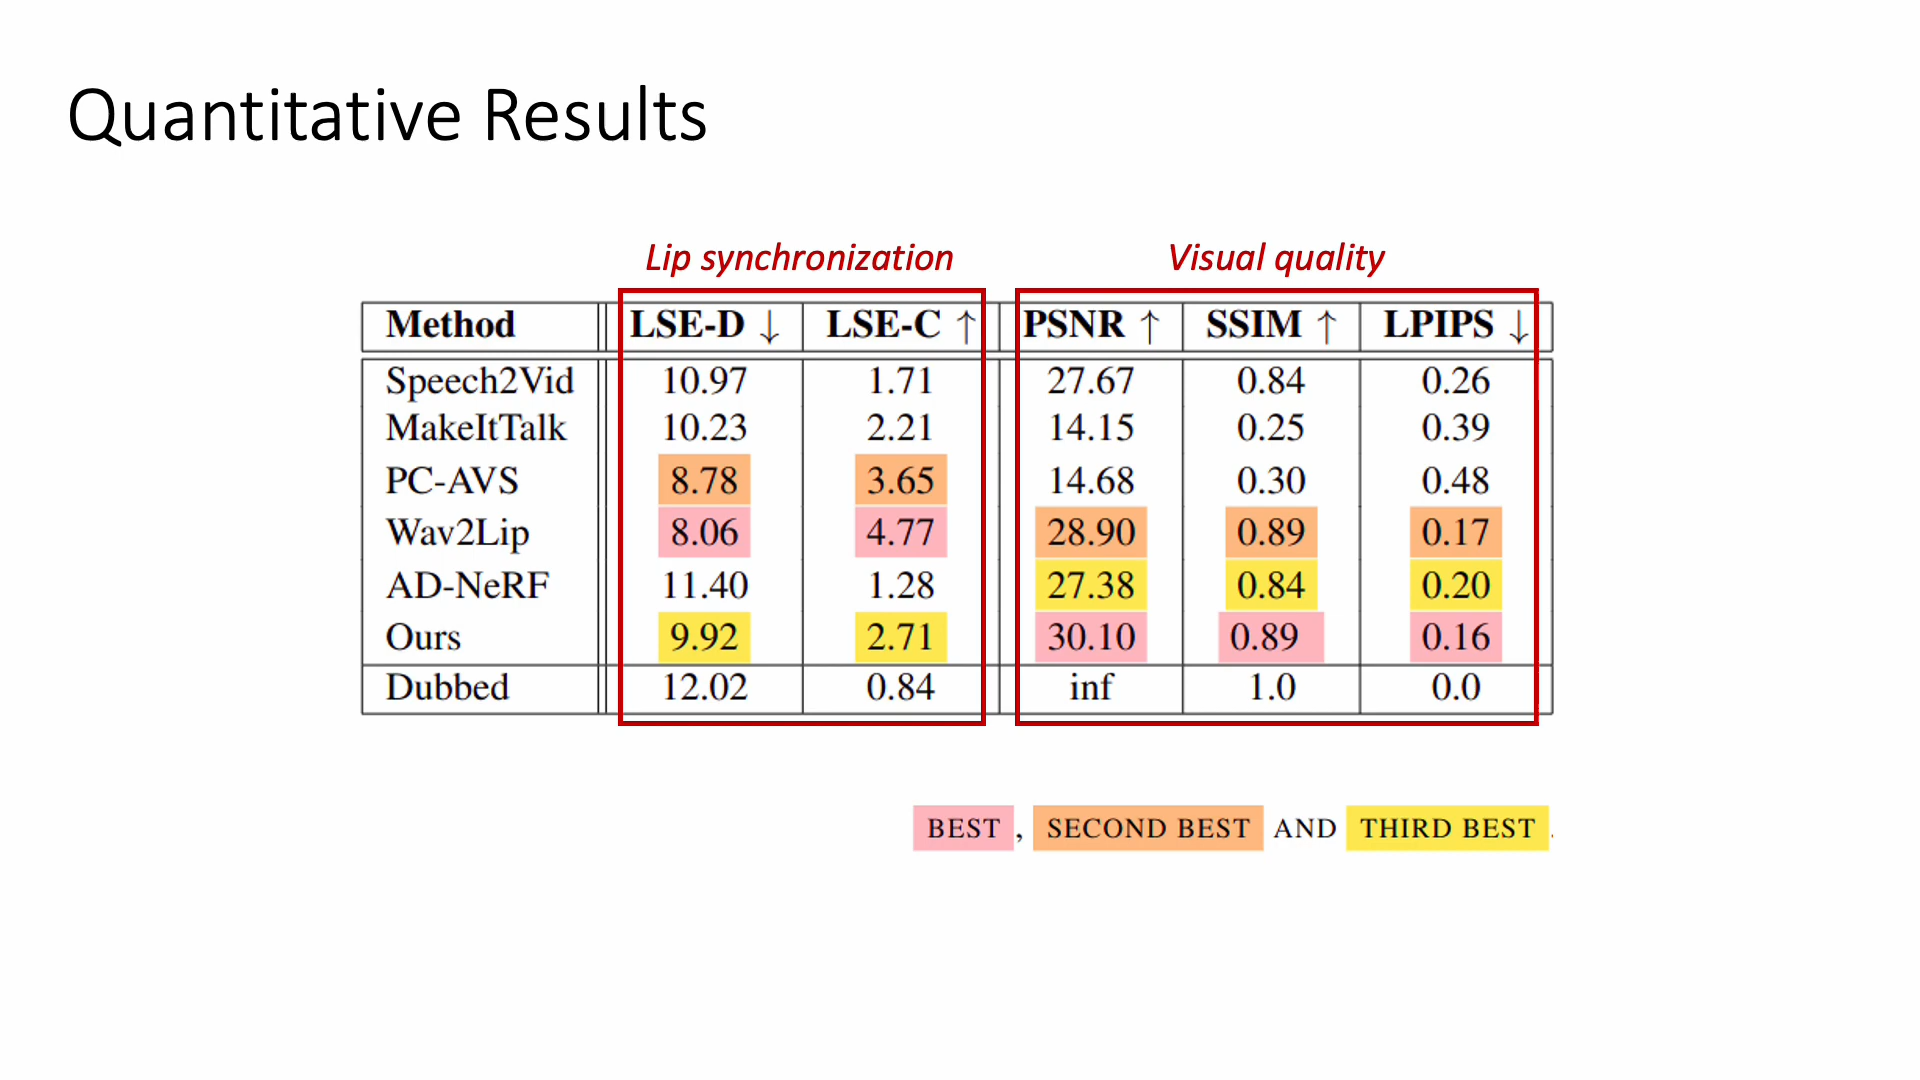 Quantitative Results
Lip synchronization Visual quality
Method LSE-D ↓ LSE-C ↑ PSNR ↑ SSIM ↑ LPIPS ↓
Speech2Vid 10.97 1.71 27.67 0.84 0.26
MakeItTalk 10.23 2.21 14.15 0.25 0.39
PC-AVS 8.78 3.65 14.68 0.30 0.48
Wav2Lip 8.06 4.77 28.90 0.89 0.17
AD-NeRF 11.40 1.28 27.38 0.84 0.20
Ours 9.92 2.71 30.10 0.89 0.16
Dubbed 12.02 0.84 inf 1.0 0.0
BEST , SECOND BEST AND THIRD BEST .